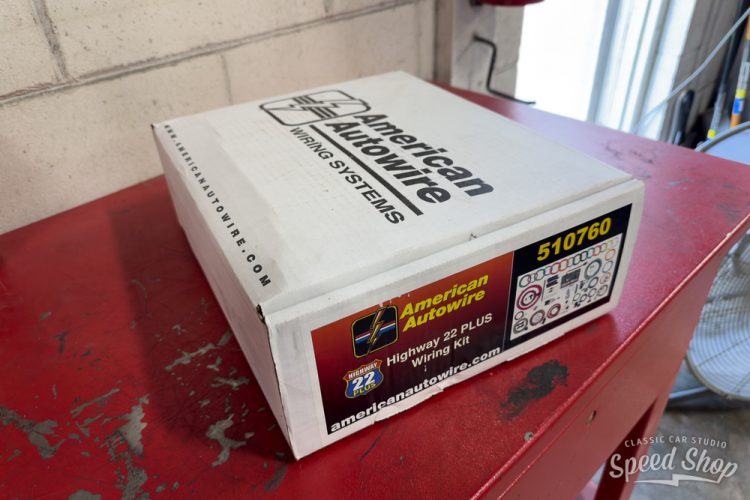 American
Autowire
WIRING SYSTEMS
WWW.AMERICANAUTOWIRE.COM
510760
American
Autowire
Highway 22 PLUS
Wiring Kit
HIGHWAY
22
PLUS
americanautowire.com
CLASSIC CAR STUDIO
Speed Shop